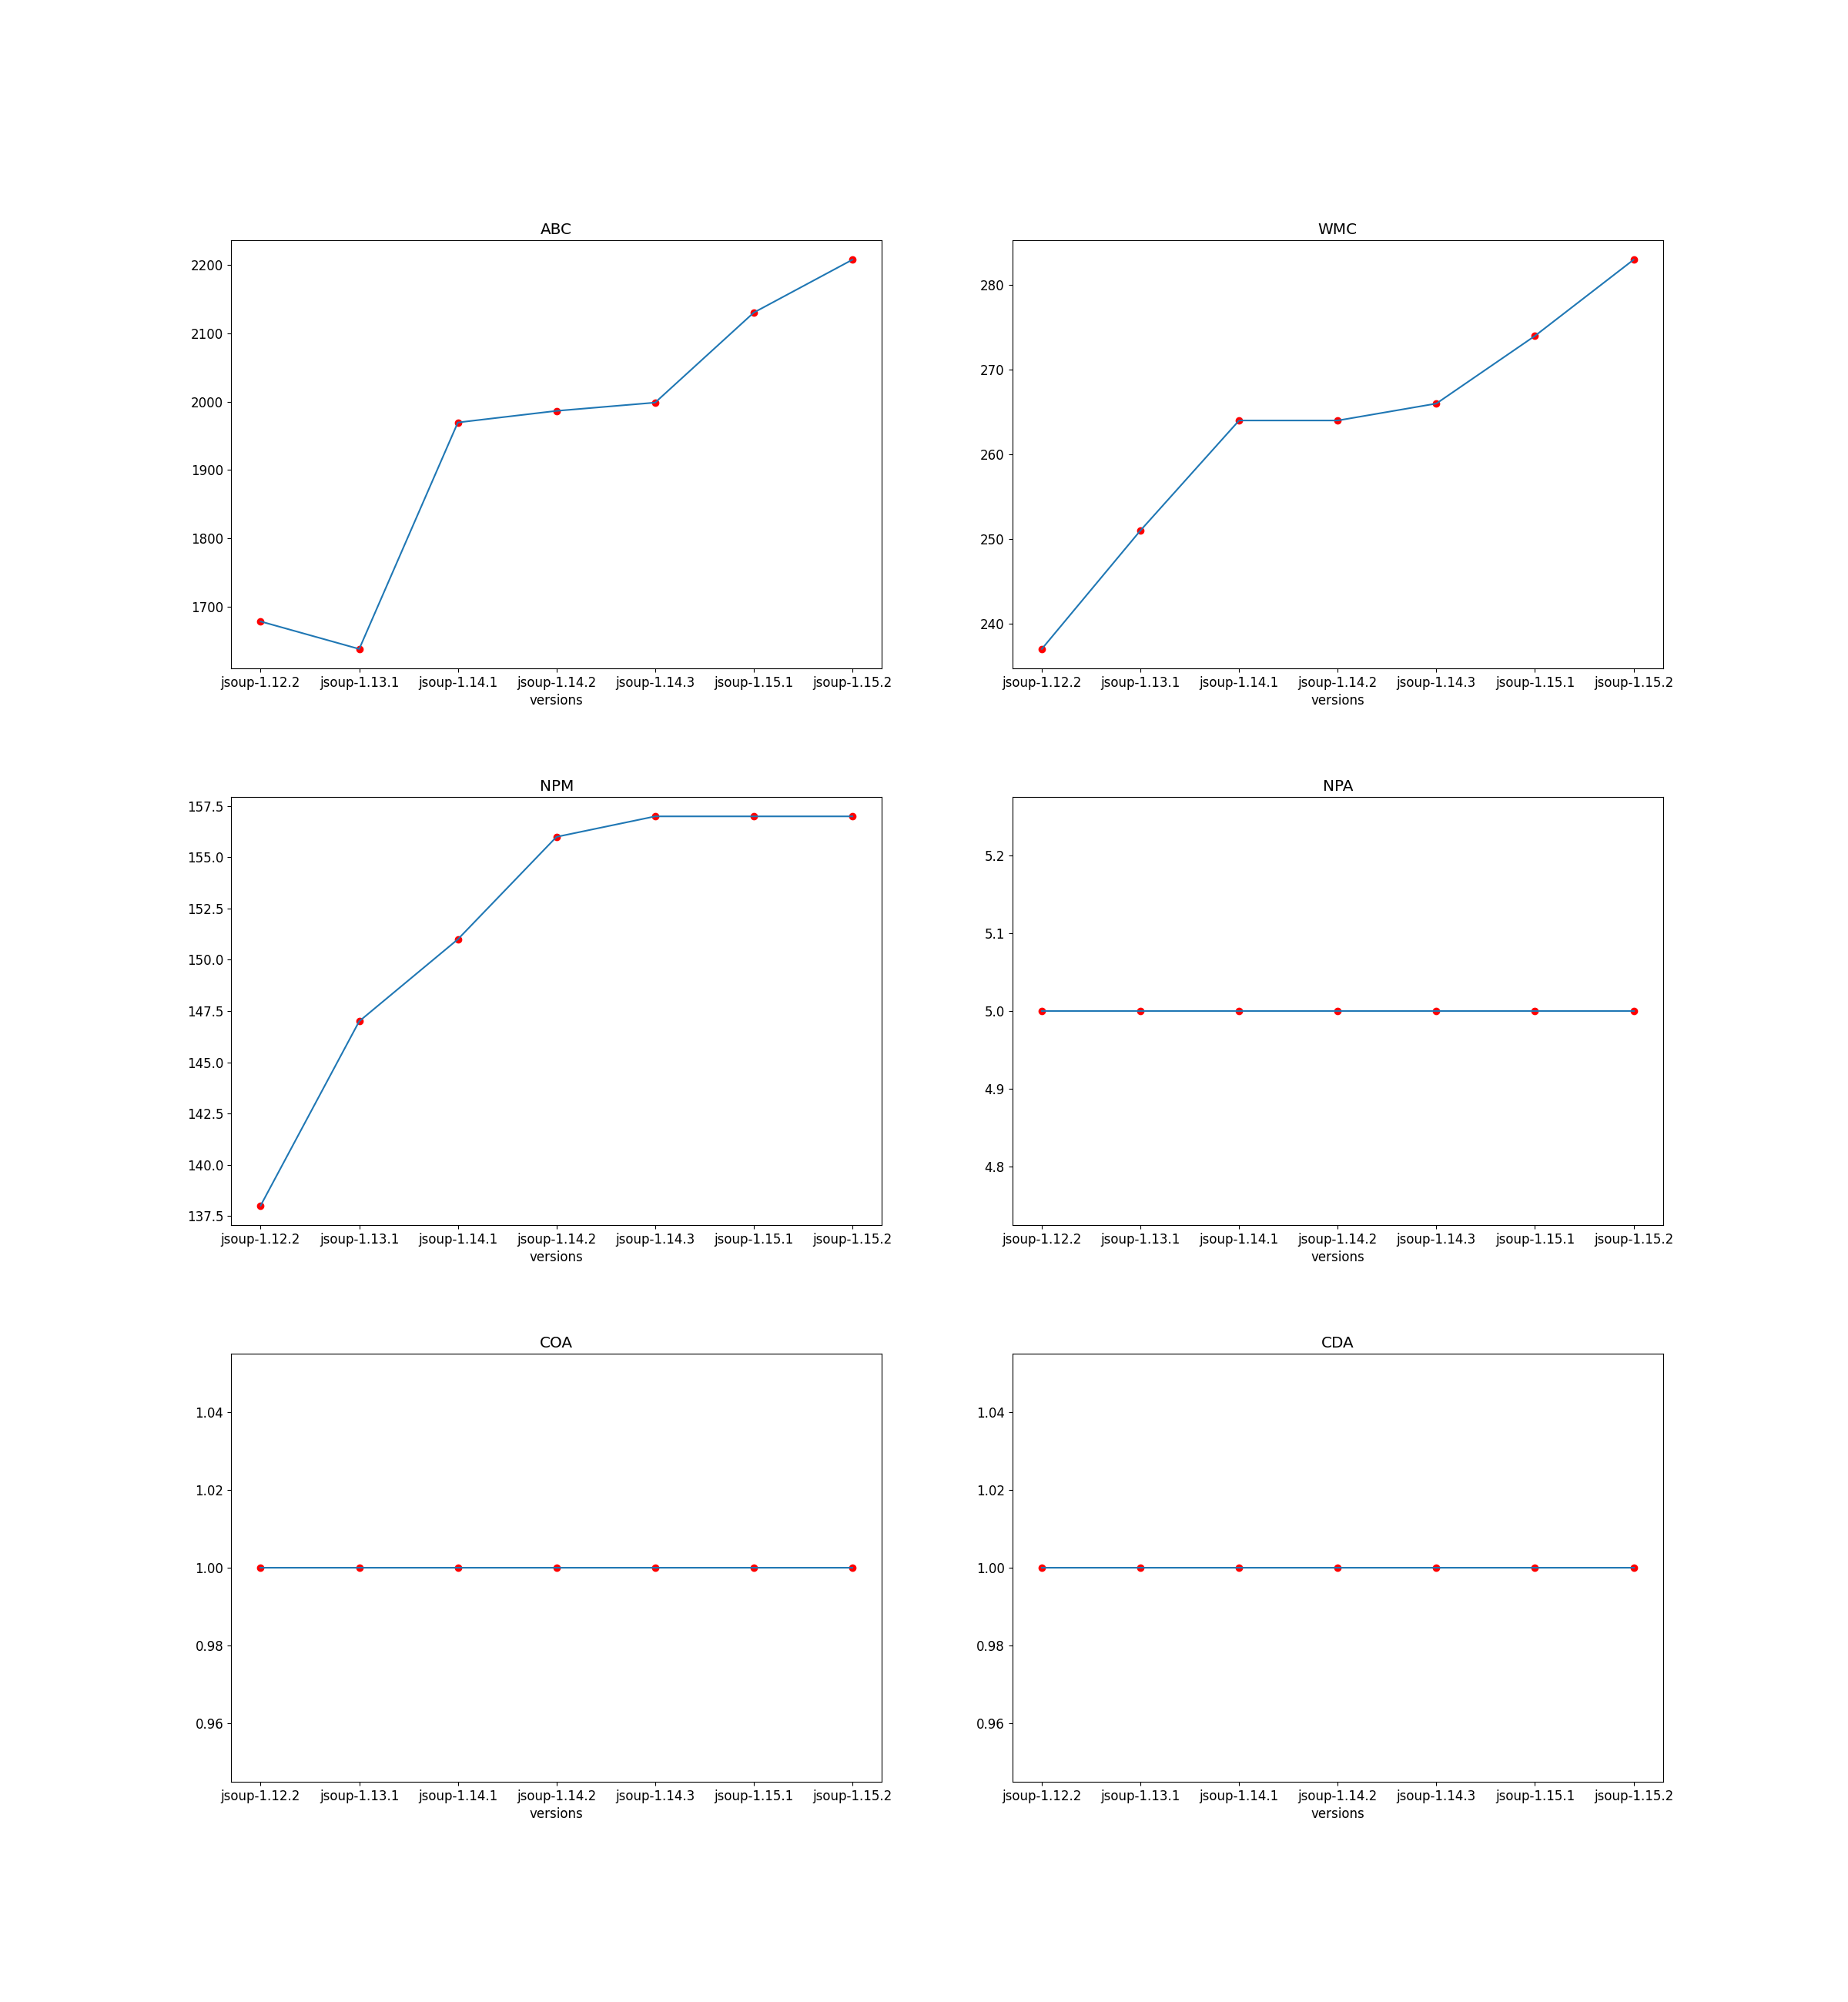 ABC
2200
2100
2000
1900
1800
1700
jsoup-1.12.2 jsoup-1.13.1 jsoup-1.14.1 jsoup-1.14.2 jsoup-1.14.3 jsoup-1.15.1 jsoup-1.15.2
versions
WMC
280
270
260
250
240
jsoup-1.12.2 jsoup-1.13.1 jsoup-1.14.1 jsoup-1.14.2 jsoup-1.14.3 jsoup-1.15.1 jsoup-1.15.2
versions
NPM
157.5
155.0
152.5
150.0
147.5
145.0
142.5
140.0
137.5
jsoup-1.12.2 jsoup-1.13.1 jsoup-1.14.1 jsoup-1.14.2 jsoup-1.14.3 jsoup-1.15.1 jsoup-1.15.2
versions
NPA
5.2
5.1
5.0
4.9
4.8
jsoup-1.12.2 jsoup-1.13.1 jsoup-1.14.1 jsoup-1.14.2 jsoup-1.14.3 jsoup-1.15.1 jsoup-1.15.2
versions
COA
1.04
1.02
1.00
0.98
0.96
jsoup-1.12.2 jsoup-1.13.1 jsoup-1.14.1 jsoup-1.14.2 jsoup-1.14.3 jsoup-1.15.1 jsoup-1.15.2
versions
CDA
1.04
1.02
1.00
0.98
0.96
jsoup-1.12.2 jsoup-1.13.1 jsoup-1.14.1 jsoup-1.14.2 jsoup-1.14.3 jsoup-1.15.1 jsoup-1.15.2
versions